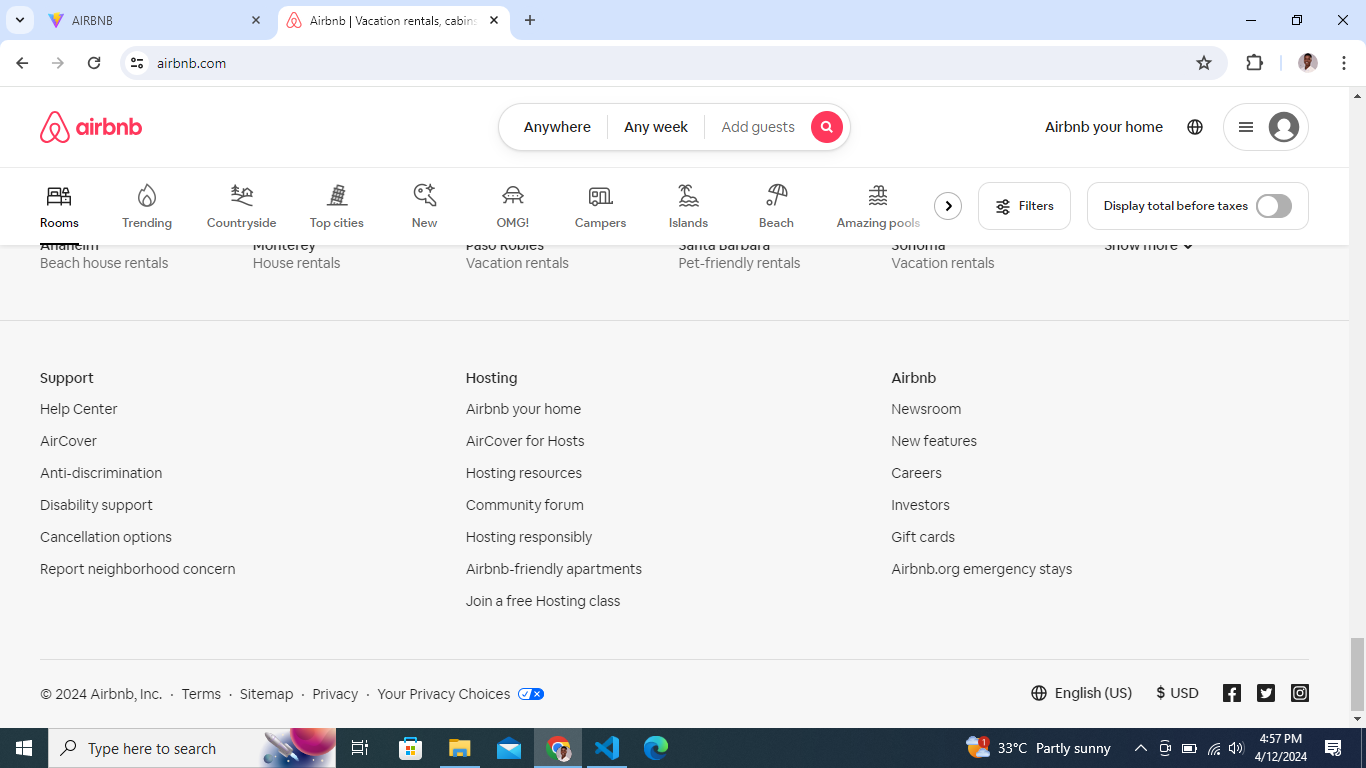 AIRBNB
Airbnb | Vacation rentals, cabins
airbnb.com
airbnb
Anywhere
Any week
Add guests
Airbnb your home
Rooms
Trending
Countryside
Top cities
New
OMG!
Campers
Islands
Beach
Amazing pools
Filters
Display total before taxes
Anaheim
Beach house rentals
Monterey
House rentals
Paso Robles
Vacation rentals
Santa Barbara
Pet-friendly rentals
Sonoma
Vacation rentals
Show more
Support
Help Center
AirCover
Anti-discrimination
Disability support
Cancellation options
Report neighborhood concern
Hosting
Airbnb your home
AirCover for Hosts
Hosting resources
Community forum
Hosting responsibly
Airbnb-friendly apartments
Join a free Hosting class
Airbnb
Newsroom
New features
Careers
Investors
Gift cards
Airbnb.org emergency stays
© 2024 Airbnb, Inc. · Terms · Sitemap · Privacy · Your Privacy Choices
English (US)
$ USD
Type here to search
1
33°C Partly sunny
4:57 PM
4/12/2024